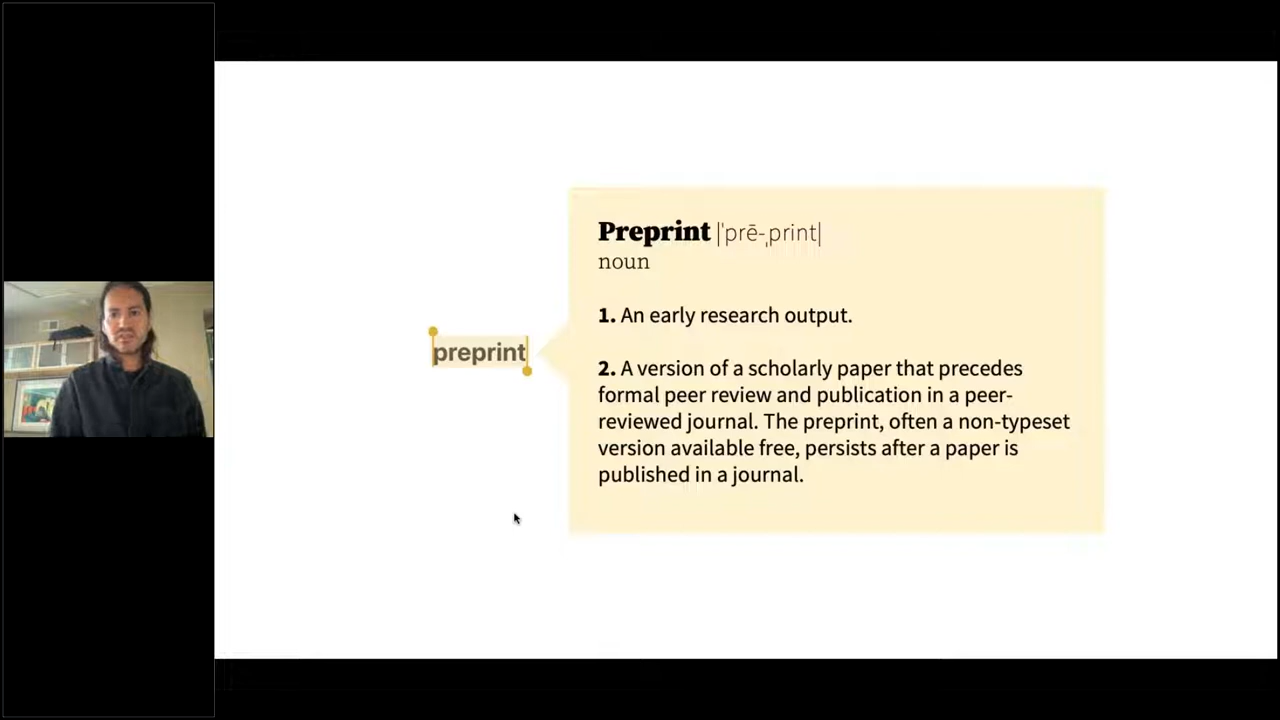 preprint
Preprint |ˈprē-ˌprint|
noun
1. An early research output.
2. A version of a scholarly paper that precedes
formal peer review and publication in a peer-
reviewed journal. The preprint, often a non-typeset
version available free, persists after a paper is
published in a journal.